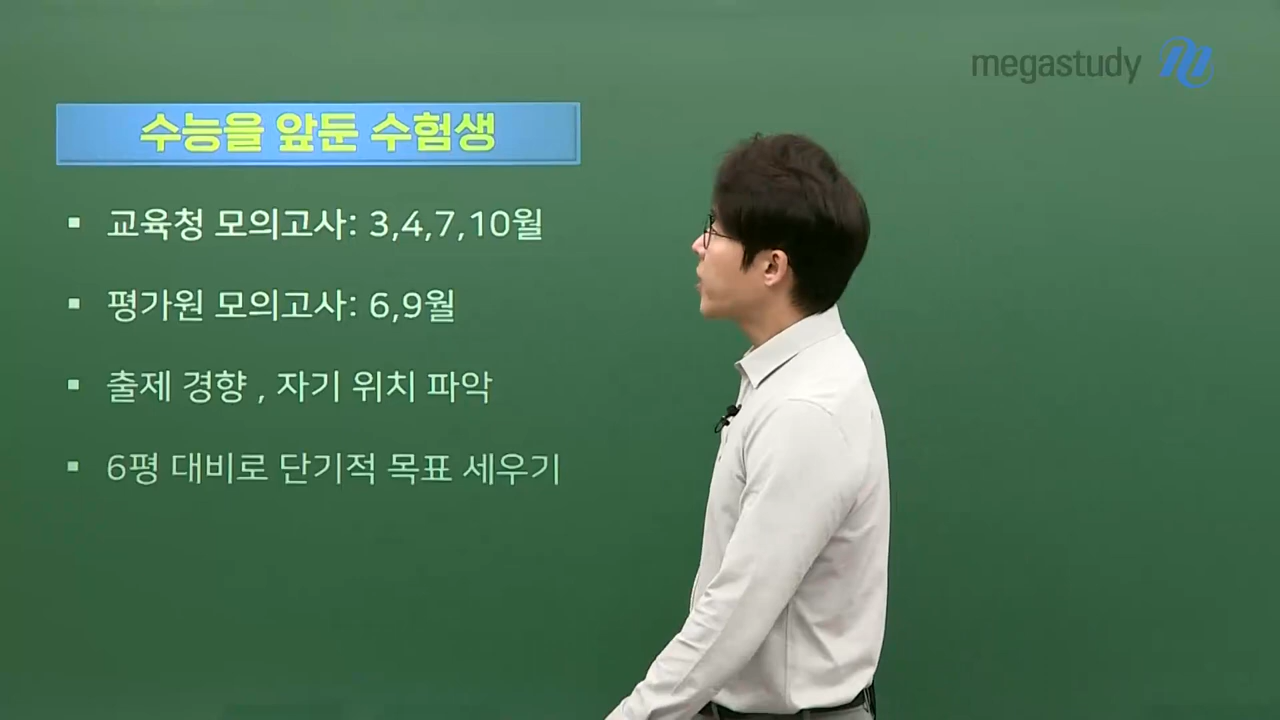 megastudy
수능을 앞둔 수험생
▪ 교육청 모의고사: 3,4,7,10월
▪ 평가원 모의고사: 6,9월
▪ 출제 경향 , 자기 위치 파악
▪ 6평 대비로 단기적 목표 세우기